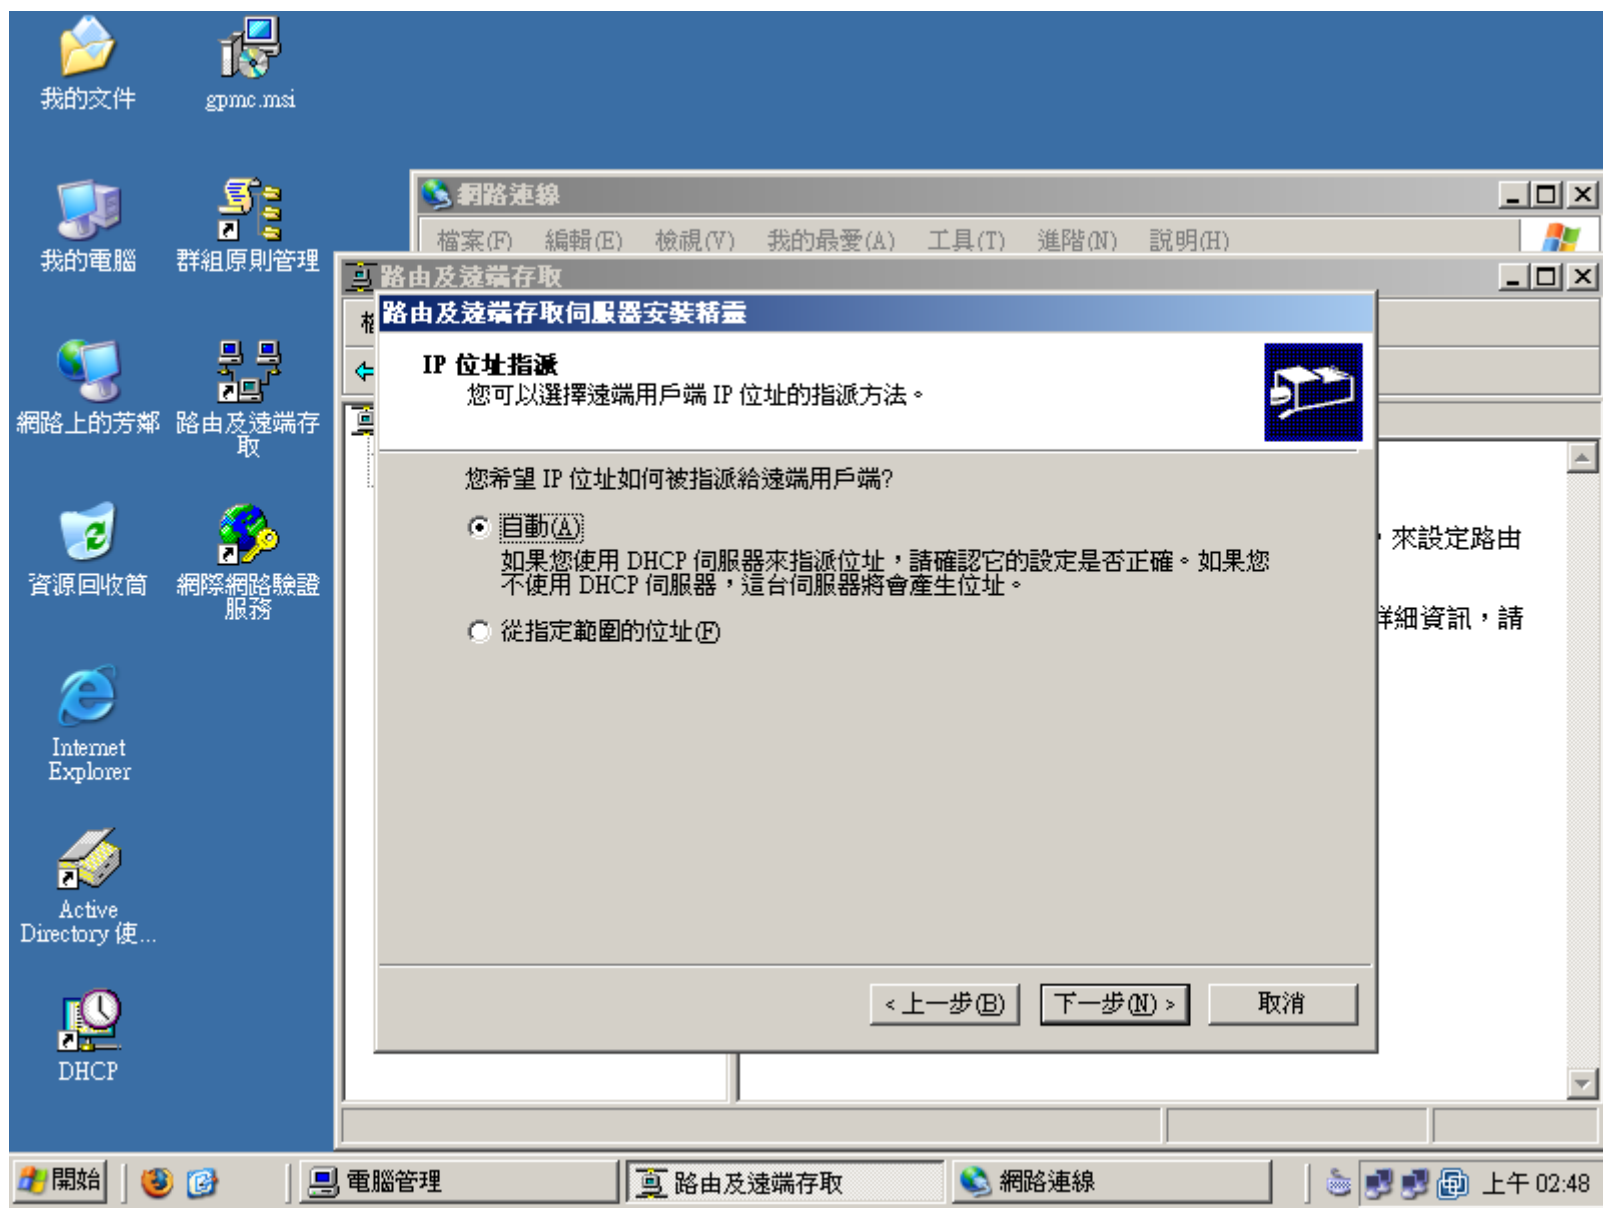 我的文件
gpmc.msi
我的電腦
群組原則管理
網路上的芳鄰
路由及遠端存
取
資源回收筒
網際網路驗證
服務
Internet
Explorer
Active
Directory 使...
DHCP
網路連線
檔案(F) 編輯(E) 檢視(V) 我的最愛(A) 工具(T) 進階(N) 說明(H)
路由及遠端存取
路由及遠端存取伺服器安裝精靈
IP 位址指派
您可以選擇遠端用戶端 IP 位址的指派方法。
您希望 IP 位址如何被指派給遠端用戶端?
自動(A)
如果您使用 DHCP 伺服器來指派位址，請確認它的設定是否正確。如果您
不使用 DHCP 伺服器，這台伺服器將會產生位址。
從指定範圍的位址(F)
，來設定路由
詳細資訊，請
< 上一步(B) 下一步(N) > 取消
開始 電腦管理 路由及遠端存取 網路連線 上午 02:48